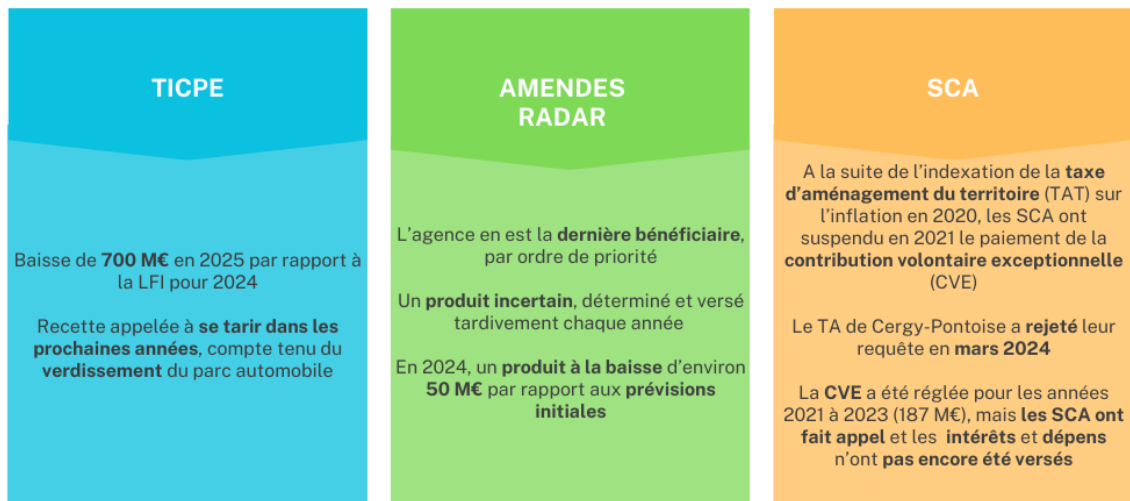 TICPE
Baisse de 700 M€ en 2025 par rapport à
la LFI pour 2024
Recette appelée à se tarir dans les
prochaines années, compte tenu du
verdissement du parc automobile
AMENDES
RADAR
L'agence en est la dernière bénéficiaire,
par ordre de priorité
Un produit incertain, déterminé et versé
tardivement chaque année
En 2024, un produit à la baisse d'environ
50 M€ par rapport aux prévisions
initiales
SCA
A la suite de l'indexation de la taxe
d'aménagement du territoire (TAT) sur
l'inflation en 2020, les SCA ont
suspendu en 2021 le paiement de la
contribution volontaire exceptionnelle
(CVE)
Le TA de Cergy-Pontoise a rejeté leur
requête en mars 2024
La CVE a été réglée pour les années
2021 à 2023 (187 M€), mais les SCA ont
fait appel et les intérêts et dépens
n'ont pas encore été versés